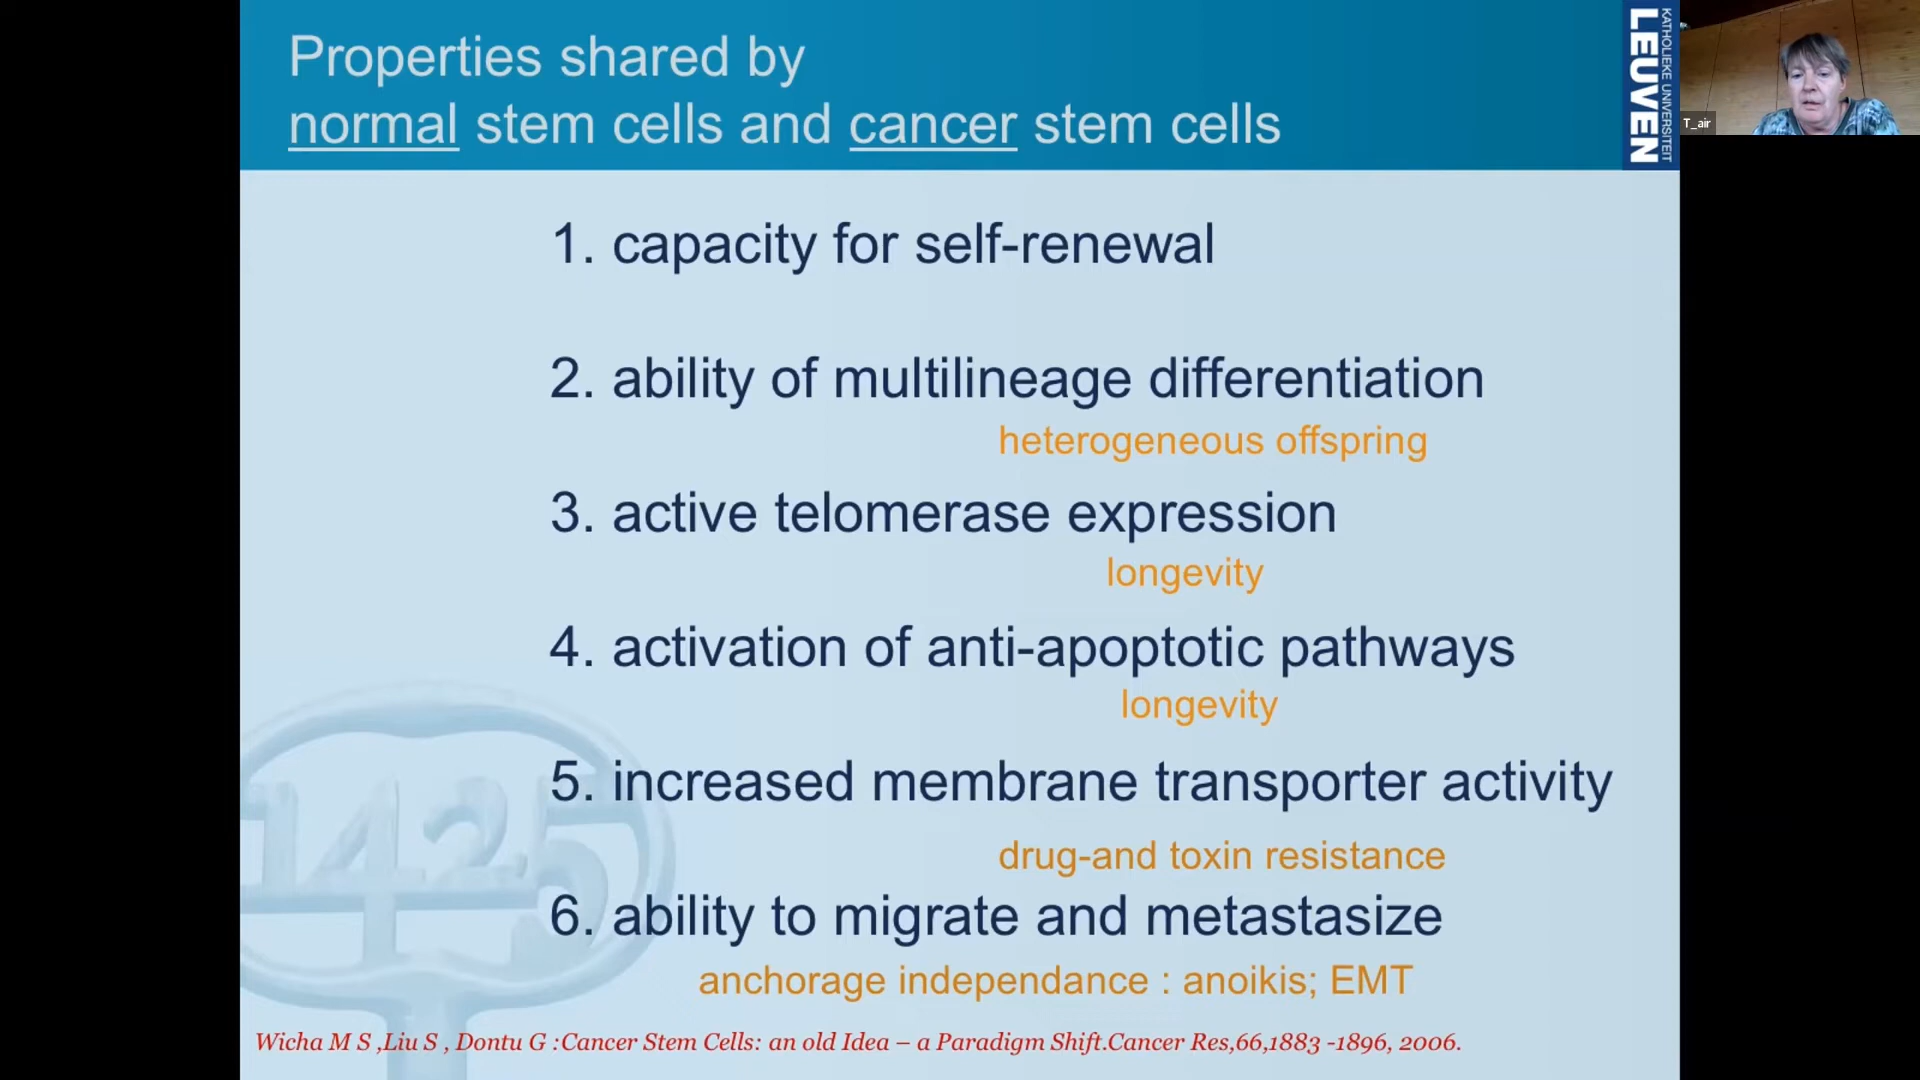 Properties shared by
normal stem cells and cancer stem cells
KATHOLIEKE UNIVERSITEIT
LEUVEN
T_air
1. capacity for self-renewal
2. ability of multilineage differentiation
heterogeneous offspring
3. active telomerase expression
longevity
4. activation of anti-apoptotic pathways
longevity
5. increased membrane transporter activity
drug-and toxin resistance
6. ability to migrate and metastasize
anchorage independance : anoikis; EMT
1425
Wicha M S ,Liu S , Dontu G :Cancer Stem Cells: an old Idea – a Paradigm Shift.Cancer Res,66,1883 -1896, 2006.